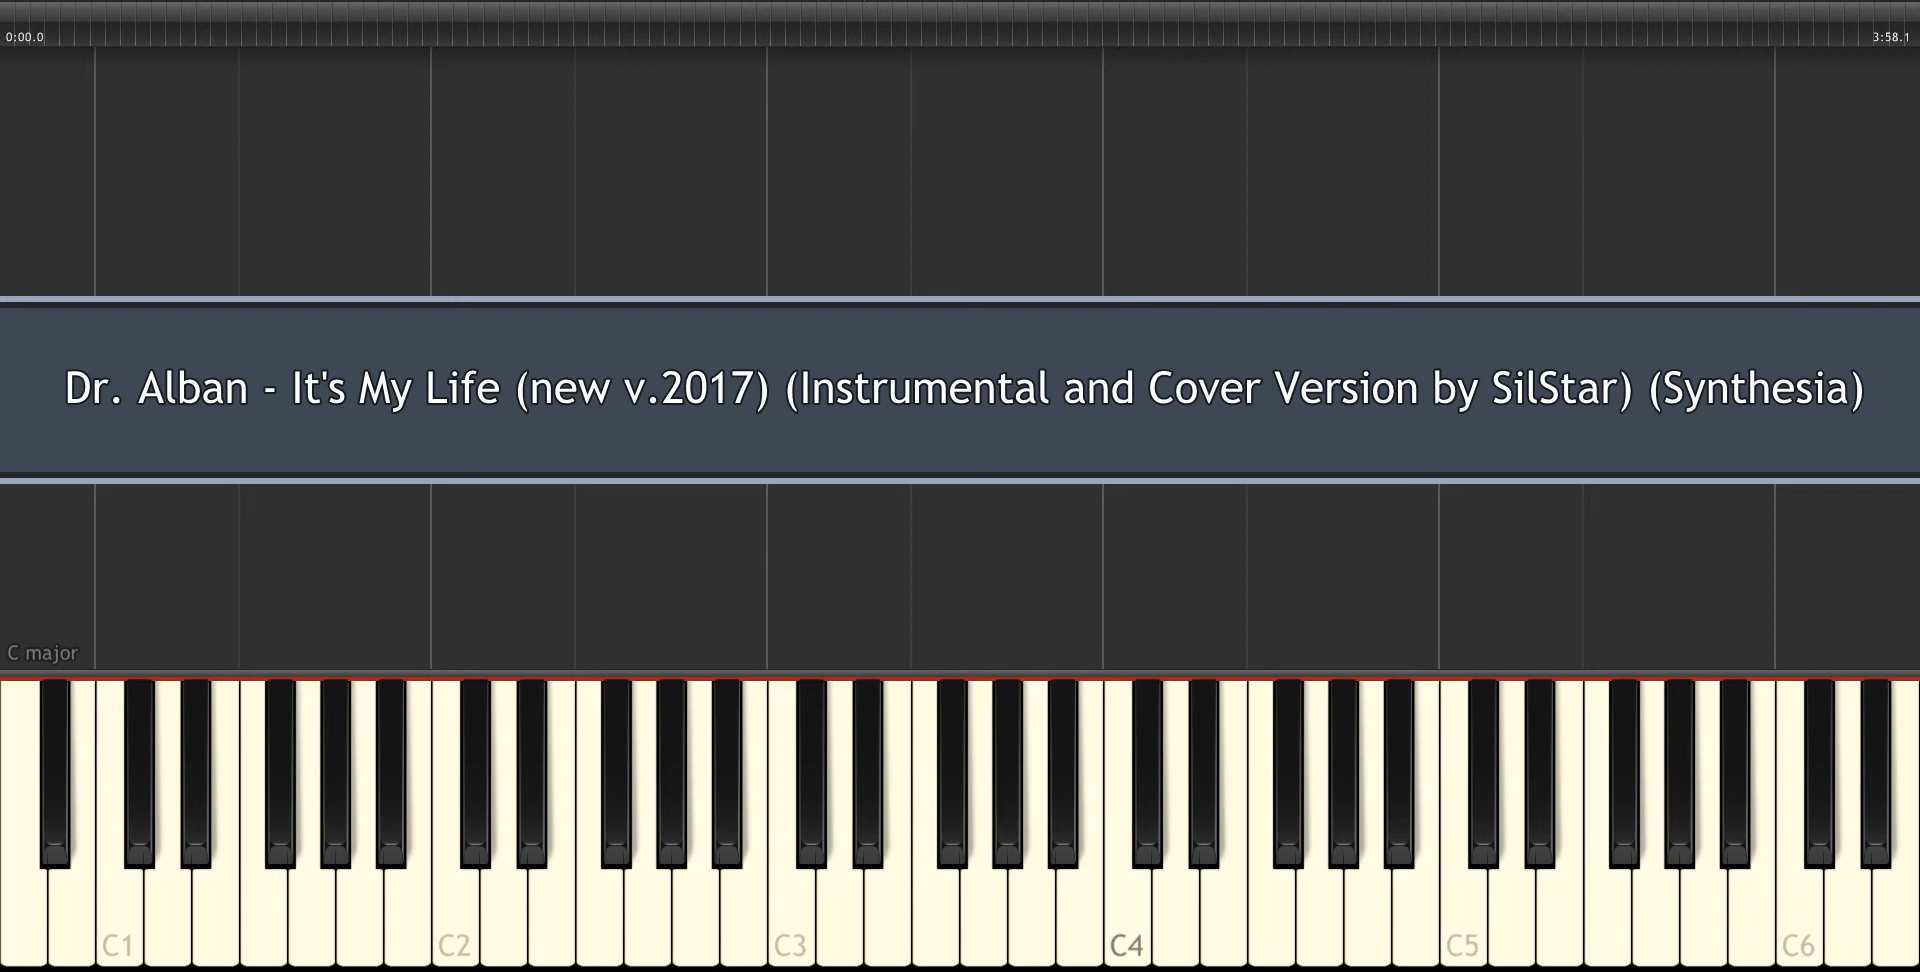 0:00.0
3:58.1
Dr. Alban - It's My Life (new v.2017) (Instrumental and Cover Version by SilStar) (Synthesia)
C major
C1 C2 C3 C4 C5 C6